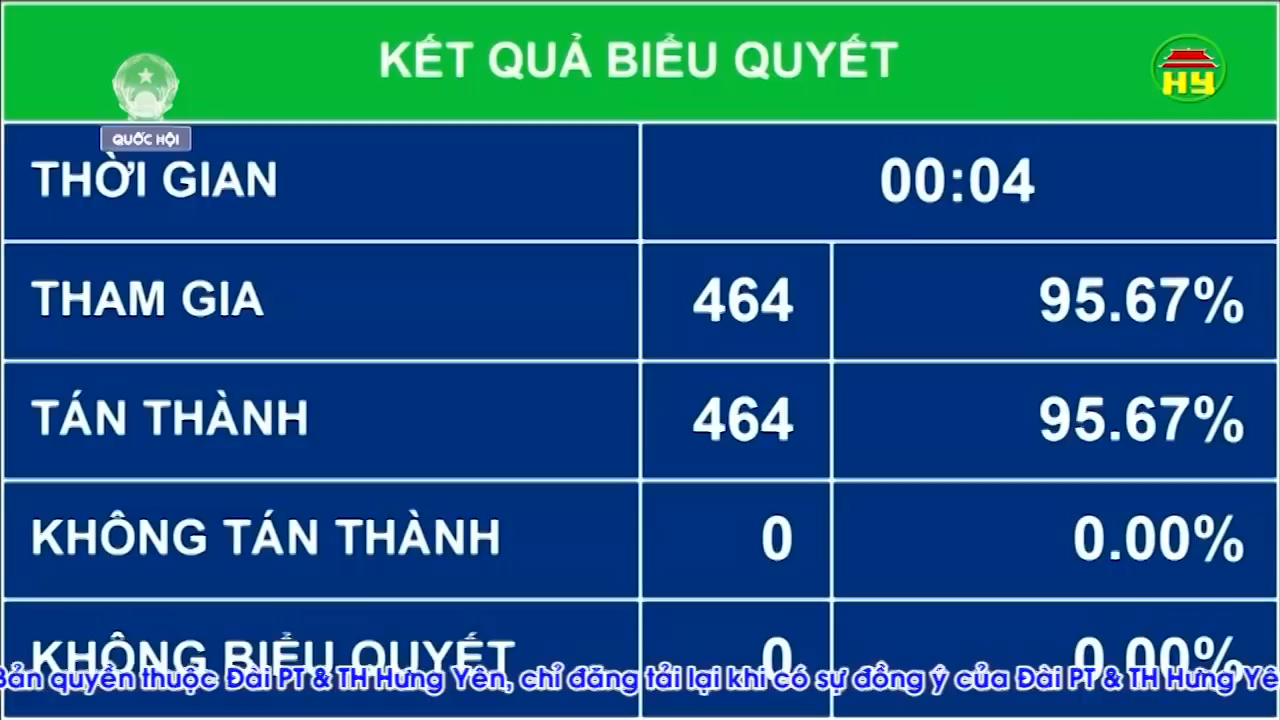 KẾT QUẢ BIỂU QUYẾT
HY
QUỐC HỘI
THỜI GIAN 00:04
THAM GIA 464 95.67%
TÁN THÀNH 464 95.67%
KHÔNG TÁN THÀNH 0 0.00%
KHÔNG BIỂU QUYẾT 0 0.00%
Bản quyền thuộc Đài PT & TH Hưng Yên, chỉ đăng tải lại khi có sự đồng ý của Đài PT & TH Hưng Yê